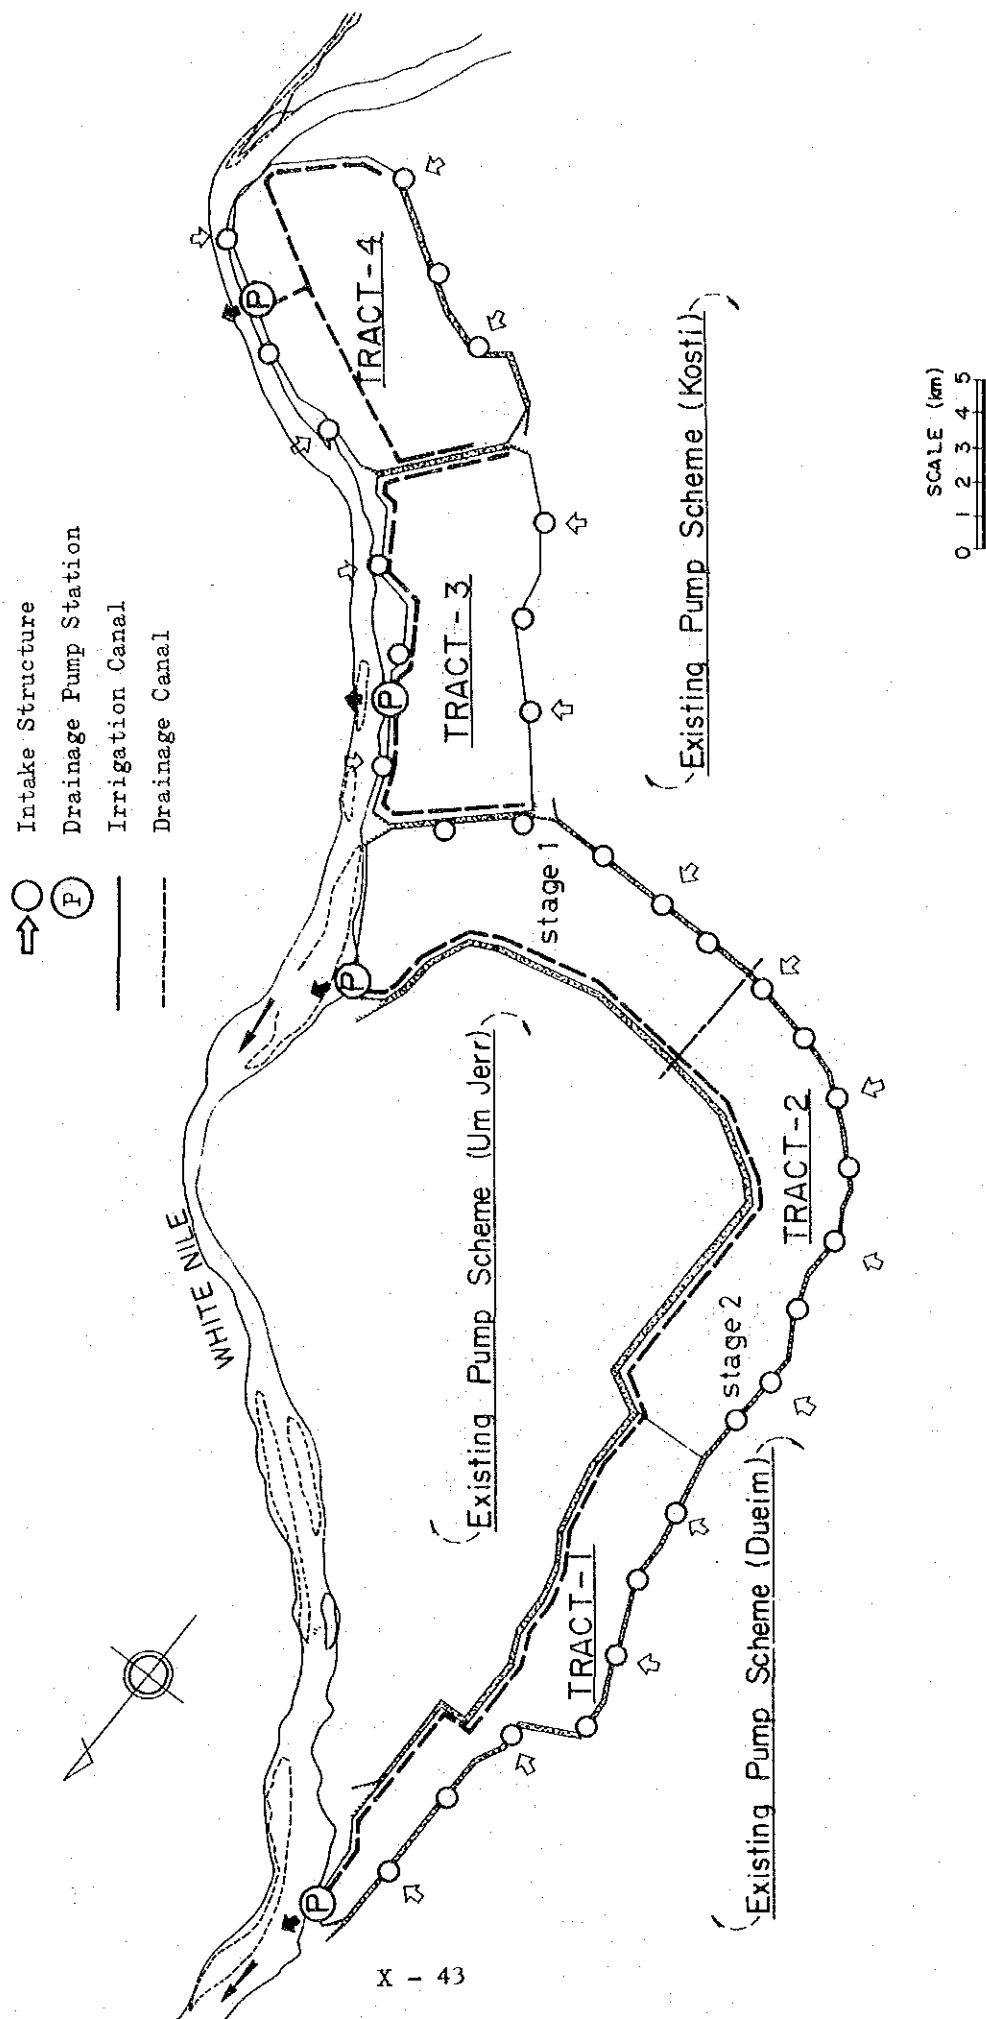 Intake Structure
P
Drainage Pump Station
Irrigation Canal
Drainage Canal
WHITE NILE
P
TRACT-4
P
TRACT-3
Existing Pump Scheme (Kosti)
P
stage 1
Existing Pump Scheme (Um Jerr)
TRACT-2
stage 2
P
TRACT-1
Existing Pump Scheme (Dueim)
SCALE (km)
0 1 2 3 4 5
X - 43